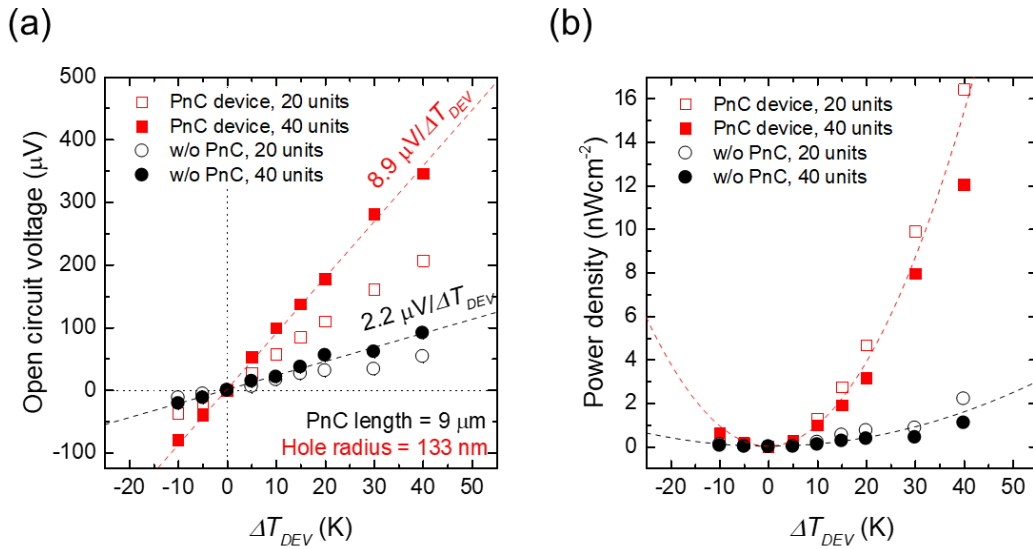 (a)
500
400
300
200
100
0
-100
Open circuit voltage (μV)
PnC device, 20 units
PnC device, 40 units
w/o PnC, 20 units
w/o PnC, 40 units
8.9 μV/ΔT_DEV
2.2 μV/ΔT_DEV
PnC length = 9 μm
Hole radius = 133 nm
-20 -10 0 10 20 30 40 50
ΔT_DEV (K)
(b)
16
14
12
10
8
6
4
2
0
Power density (nWcm⁻²)
PnC device, 20 units
PnC device, 40 units
w/o PnC, 20 units
w/o PnC, 40 units
-20 -10 0 10 20 30 40 50
ΔT_DEV (K)